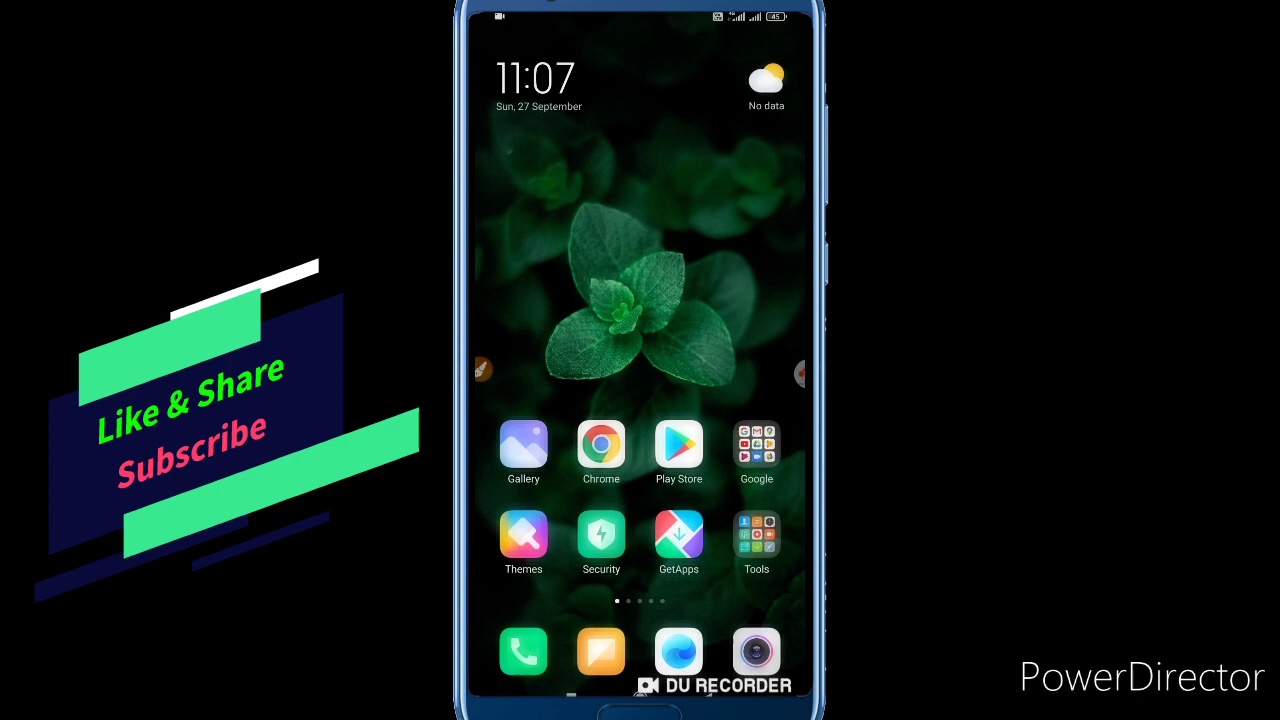 45
11:07
Sun, 27 September
No data
Like & Share
Subscribe
Gallery
Chrome
Play Store
Google
Themes
Security
GetApps
Tools
DU RECORDER
PowerDirector